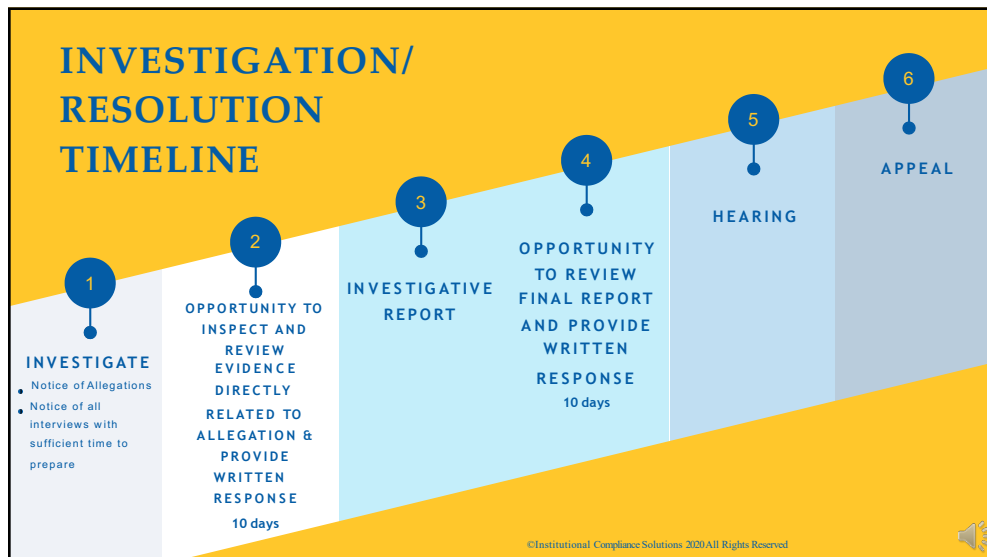 INVESTIGATION/
RESOLUTION
TIMELINE
1
INVESTIGATE
Notice of Allegations
Notice of all
interviews with
sufficient time to
prepare
2
OPPORTUNITY TO
INSPECT AND
REVIEW
EVIDENCE
DIRECTLY
RELATED TO
ALLEGATION &
PROVIDE
WRITTEN
RESPONSE
10 days
3
INVESTIGATIVE
REPORT
4
OPPORTUNITY
TO REVIEW
FINAL REPORT
AND PROVIDE
WRITTEN
RESPONSE
10 days
5
HEARING
6
APPEAL
©Institutional Compliance Solutions 2020 All Rights Reserved